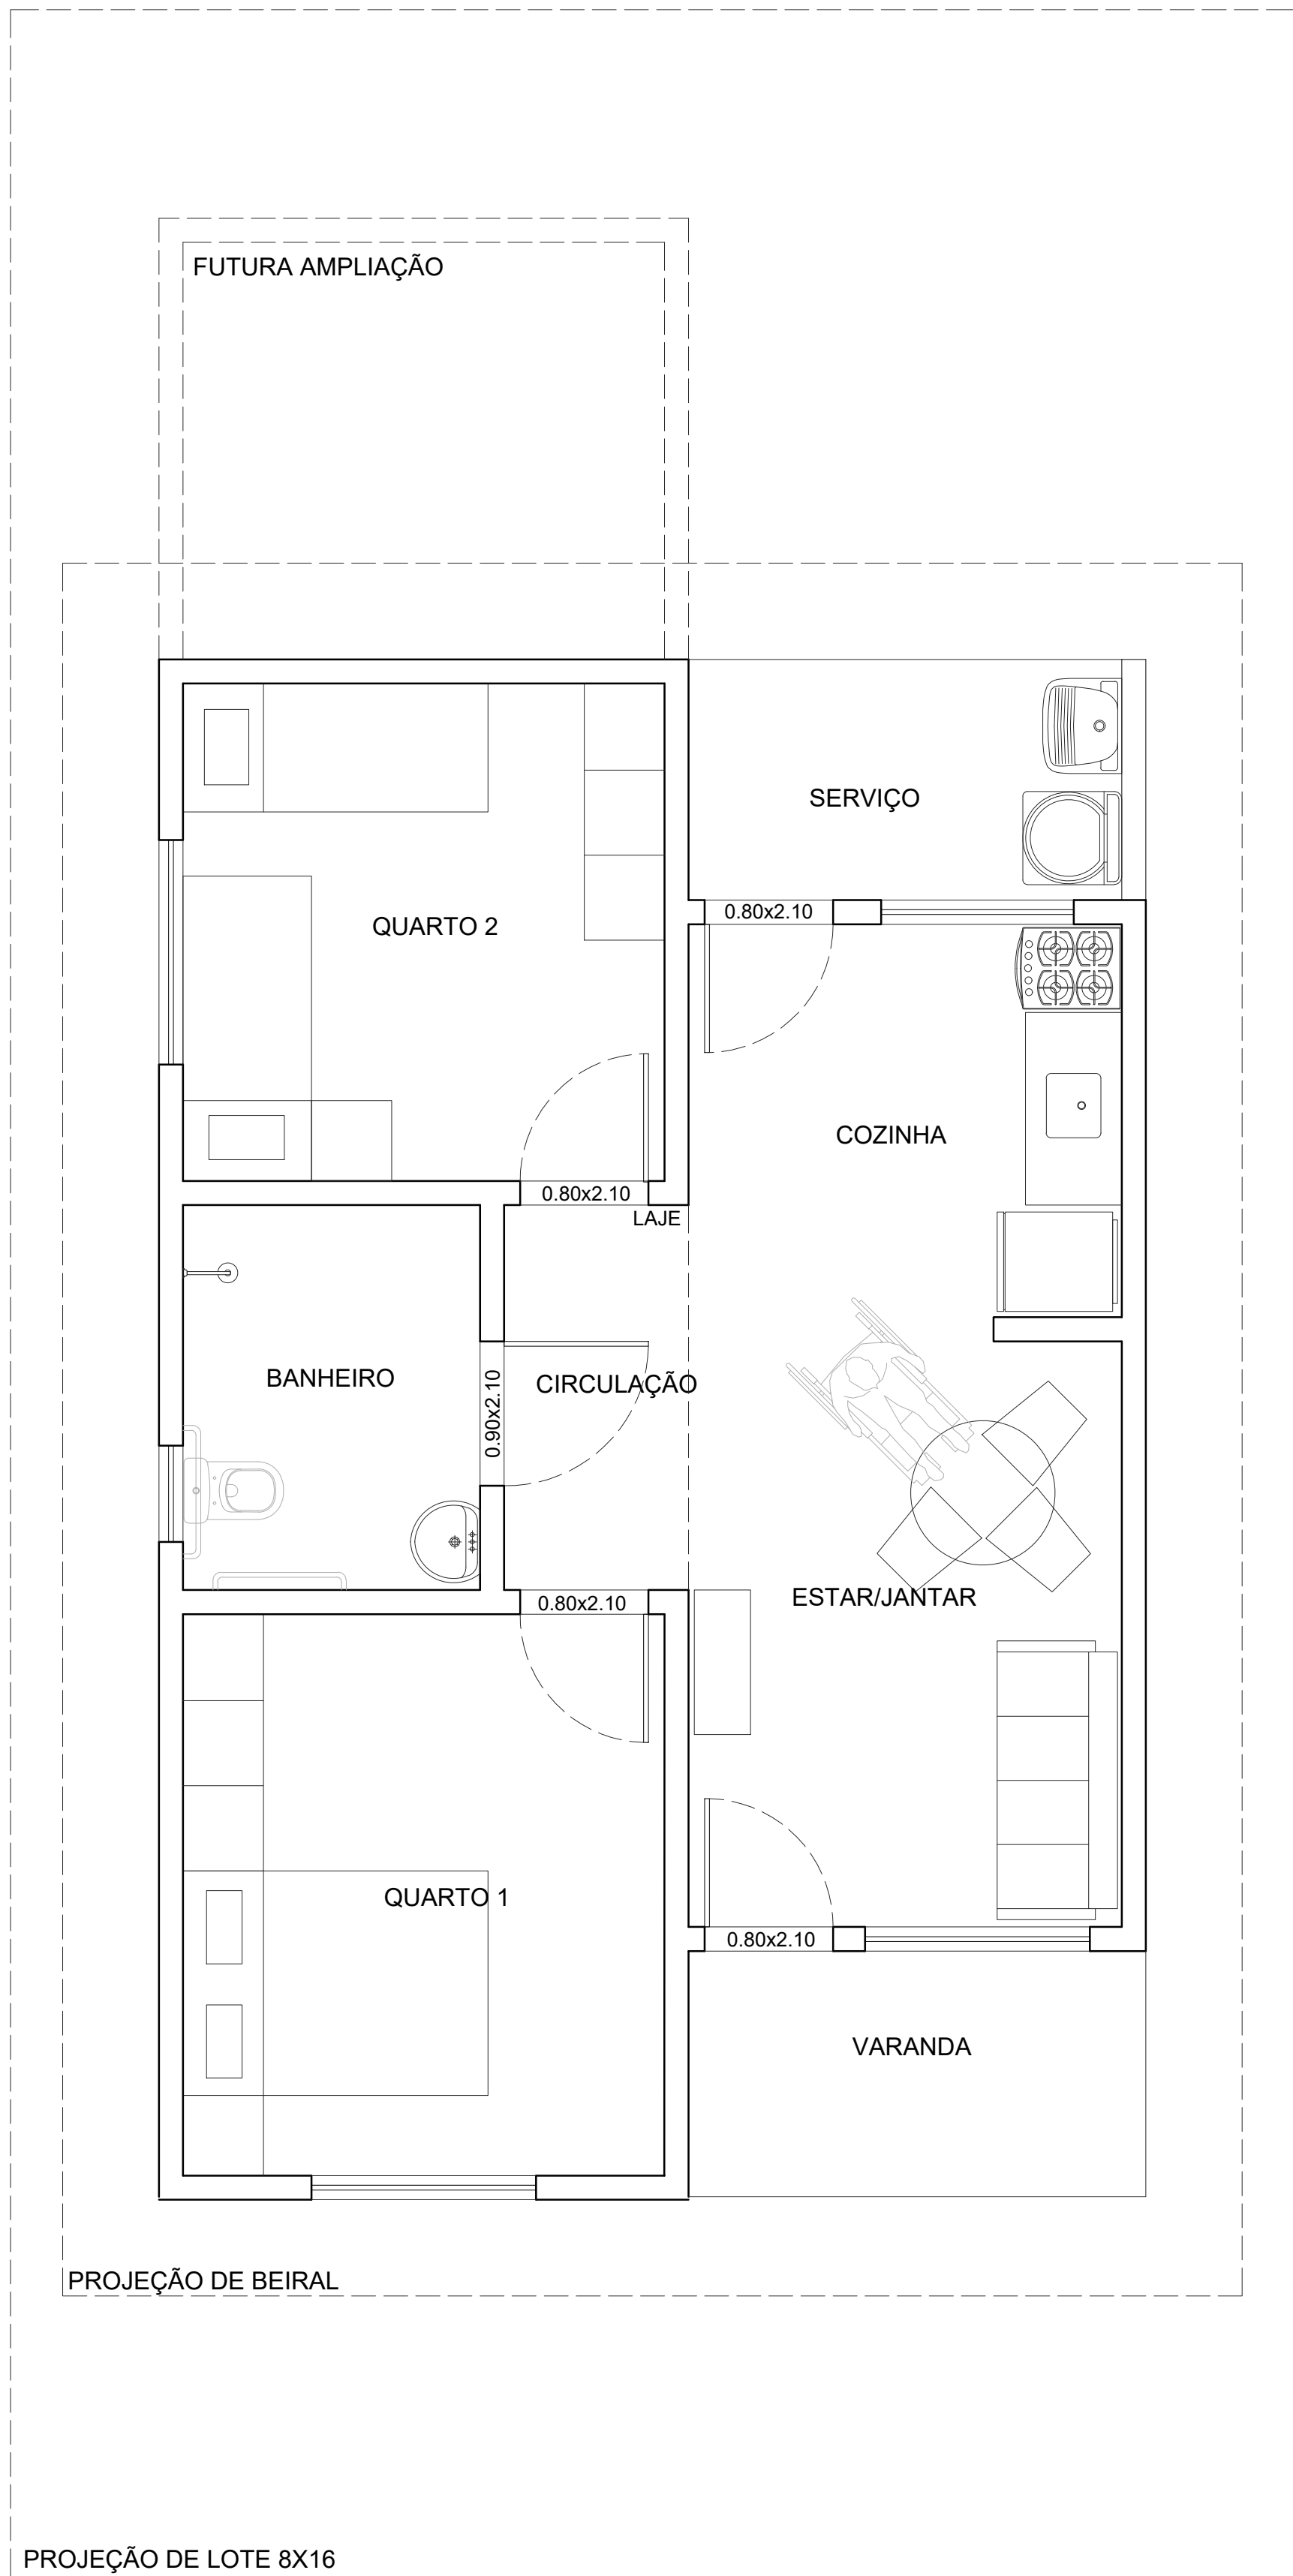 FUTURA AMPLIAÇÃO
SERVIÇO
0.80x2.10
QUARTO 2
COZINHA
0.80x2.10
LAJE
BANHEIRO
CIRCULAÇÃO
0.90x2.10
ESTAR/JANTAR
0.80x2.10
QUARTO 1
0.80x2.10
VARANDA
PROJEÇÃO DE BEIRAL
PROJEÇÃO DE LOTE 8X16